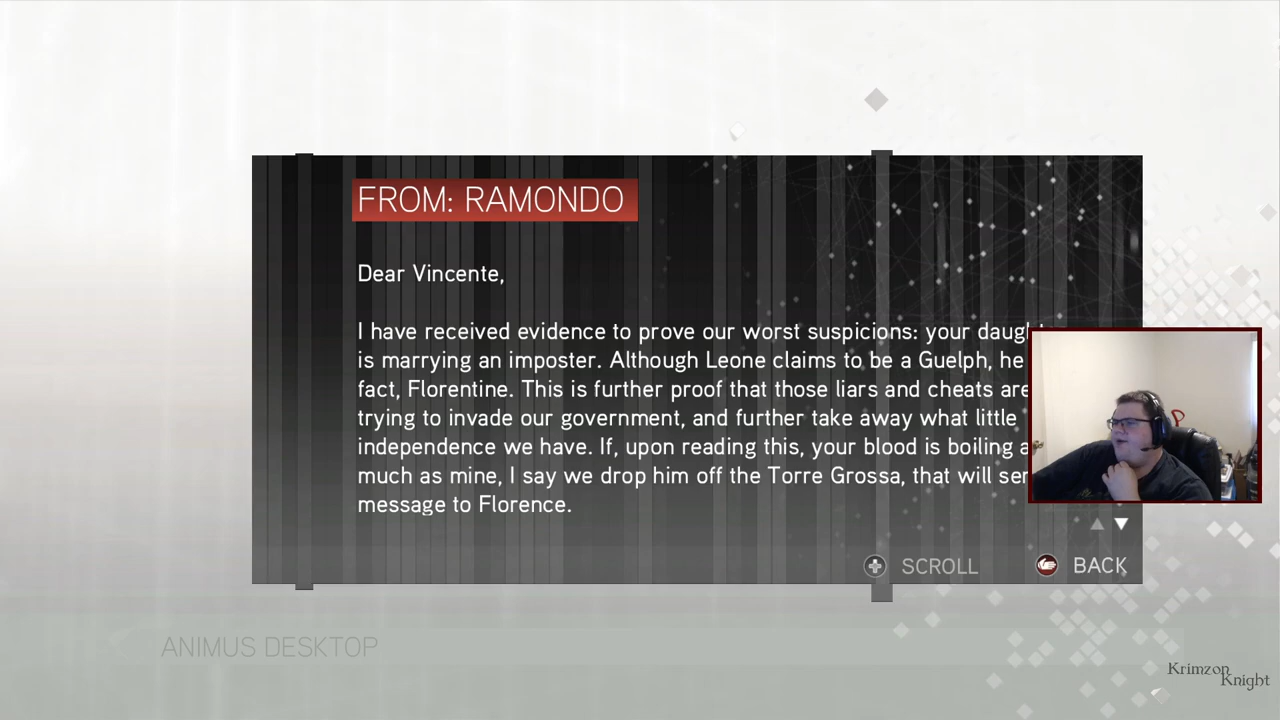 FROM: RAMONDO
Dear Vincente,
I have received evidence to prove our worst suspicions: your
is marrying an imposter. Although Leone claims to be a Guelph, he
fact, Florentine. This is further proof that those liars and cheats are
trying to invade our government, and further take away what little
independence we have. If, upon reading this, your blood is boiling
much as mine, I say we drop him off the Torre Grossa, that will
message to Florence.
SCROLL
BACK
ANIMUS DESKTOP
Krimzon
Knight